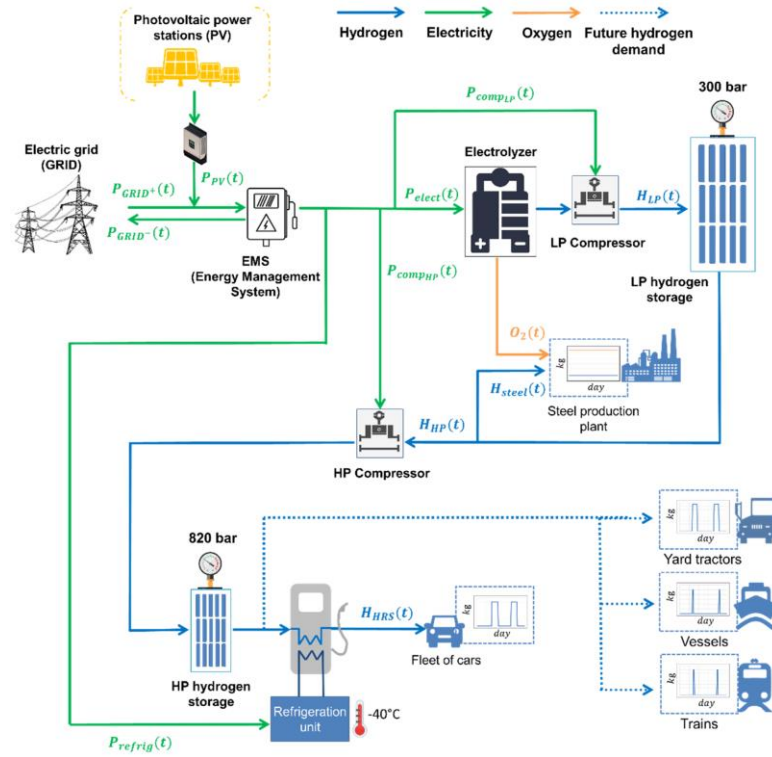 Photovoltaic power
stations (PV)
Hydrogen
Electricity
Oxygen
Future hydrogen
demand
300 bar
P_compLP(t)
Electric grid
(GRID)
Electrolyzer
P_PV(t)
P_GRID+(t)
P_elect(t)
H_LP(t)
P_GRID-(t)
LP Compressor
EMS
(Energy Management
System)
P_compHP(t)
LP hydrogen
storage
O₂(t)
kg
day
H_steel(t)
Steel production
plant
H_HP(t)
HP Compressor
kg
day
Yard tractors
820 bar
kg
H_HRS(t)
kg
day
day
Fleet of cars
Vessels
HP hydrogen
storage
kg
day
Refrigeration
unit
-40°C
Trains
P_refrig(t)